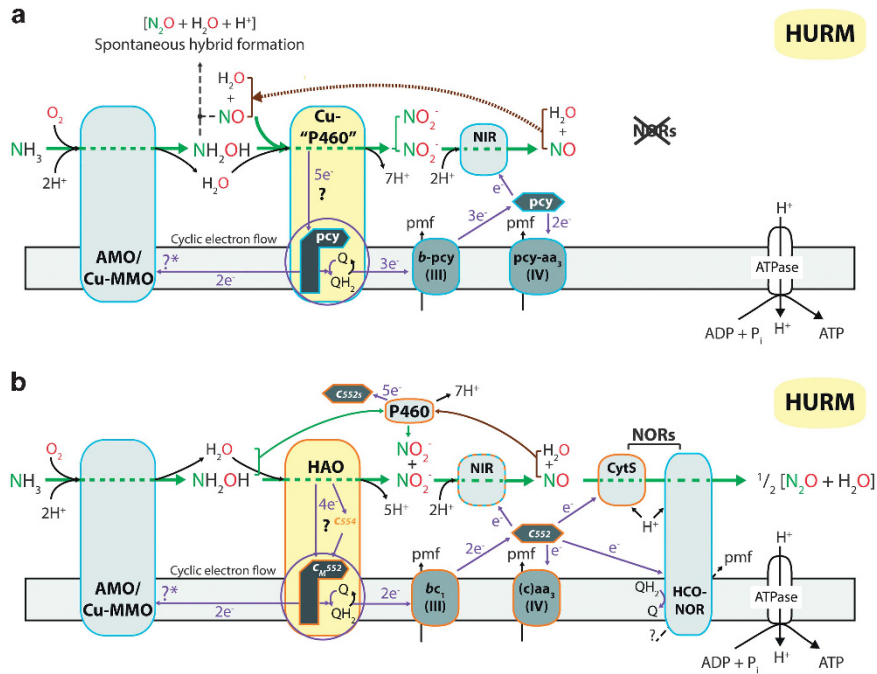 a
HURM
[N₂O + H₂O + H⁺]
Spontaneous hybrid formation
H₂O
+
NO
O₂
NH₃
2H⁺
NH₂OH
H₂O
Cu-
"P460"
NO₂⁻
NO₂⁻
7H⁺
2H⁺
NIR
H₂O
+
NO
NORs
5e⁻
?
e⁻
pcy
3e⁻
2e⁻
pmf
pmf
AMO/
Cu-MMO
Cyclic electron flow
?*
2e⁻
pcy
Q
QH₂
3e⁻
b-pcy
(III)
pcy-aa₃
(IV)
H⁺
ATPase
ADP + Pᵢ
H⁺
ATP
b
HURM
C552s
5e⁻
7H⁺
P460
O₂
NH₃
2H⁺
H₂O
NH₂OH
HAO
NO₂⁻
+
NO₂⁻
5H⁺
2H⁺
NIR
H₂O
+2
NO
NORs
CytS
1/2 [N₂O + H₂O]
4e⁻
?
C554
e⁻
C552
e⁻
H⁺
2e⁻
e⁻
e⁻
pmf
pmf
pmf
AMO/
Cu-MMO
Cyclic electron flow
?*
2e⁻
CM552
Q
QH₂
2e⁻
bc₁
(III)
(c)aa₃
(IV)
QH₂
Q
?
HCO-
NOR
H⁺
ATPase
ADP + Pᵢ
H⁺
ATP